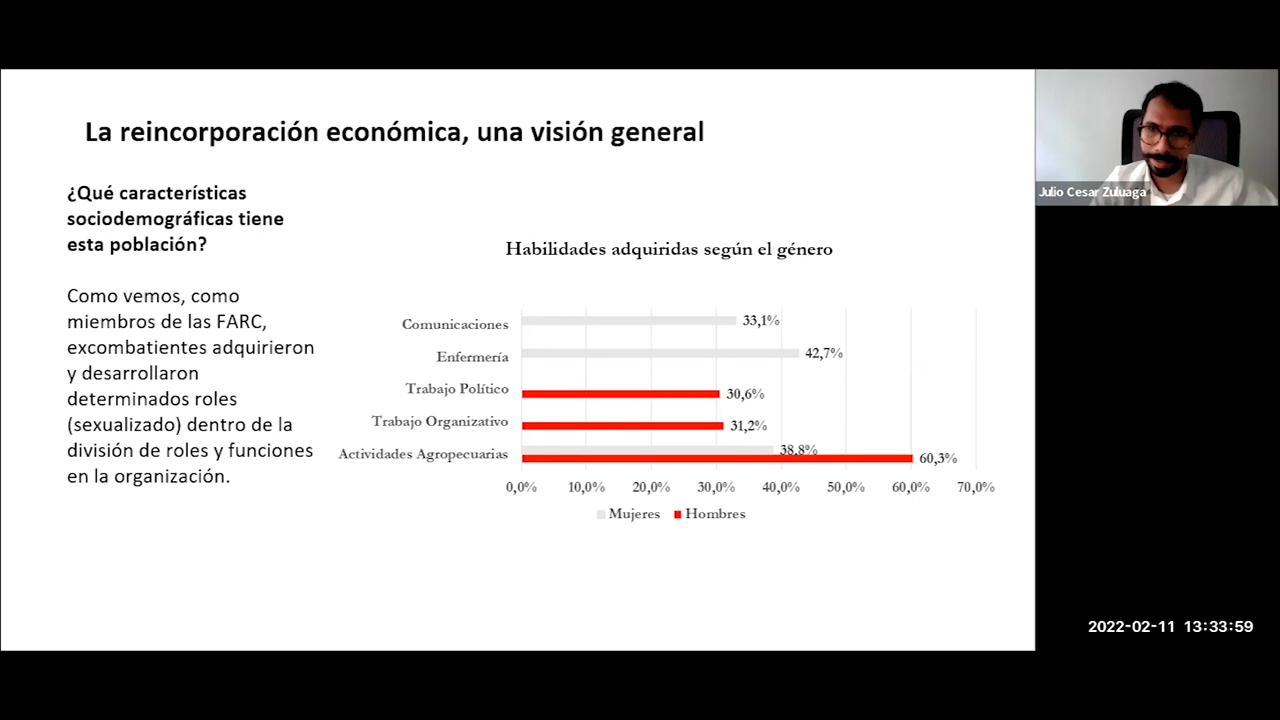 La reincorporación económica, una visión general
¿Qué características
sociodemográficas tiene
esta población?
Como vemos, como
miembros de las FARC,
excombatientes adquirieron
y desarrollaron
determinados roles
(sexualizado) dentro de la
división de roles y funciones
en la organización.
Habilidades adquiridas según el género
Comunicaciones 33,1%
Enfermería 42,7%
Trabajo Político 30,6%
Trabajo Organizativo 31,2%
Actividades Agropecuarias 38,8% 60,3%
0,0% 10,0% 20,0% 30,0% 40,0% 50,0% 60,0% 70,0%
Mujeres Hombres
Julio Cesar Zuluaga
2022-02-11 13:33:59